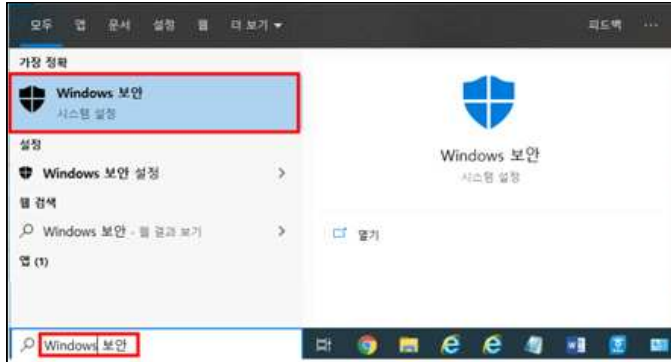 모두 앱 문서 설정 웹 더 보기 피드백 ...
가장 정확
Windows 보안
시스템 설정
설정
Windows 보안 설정
웹 검색
Windows 보안 - 웹 결과 보기
앱 (1)
Windows 보안
시스템 설정
열기
Windows 보안